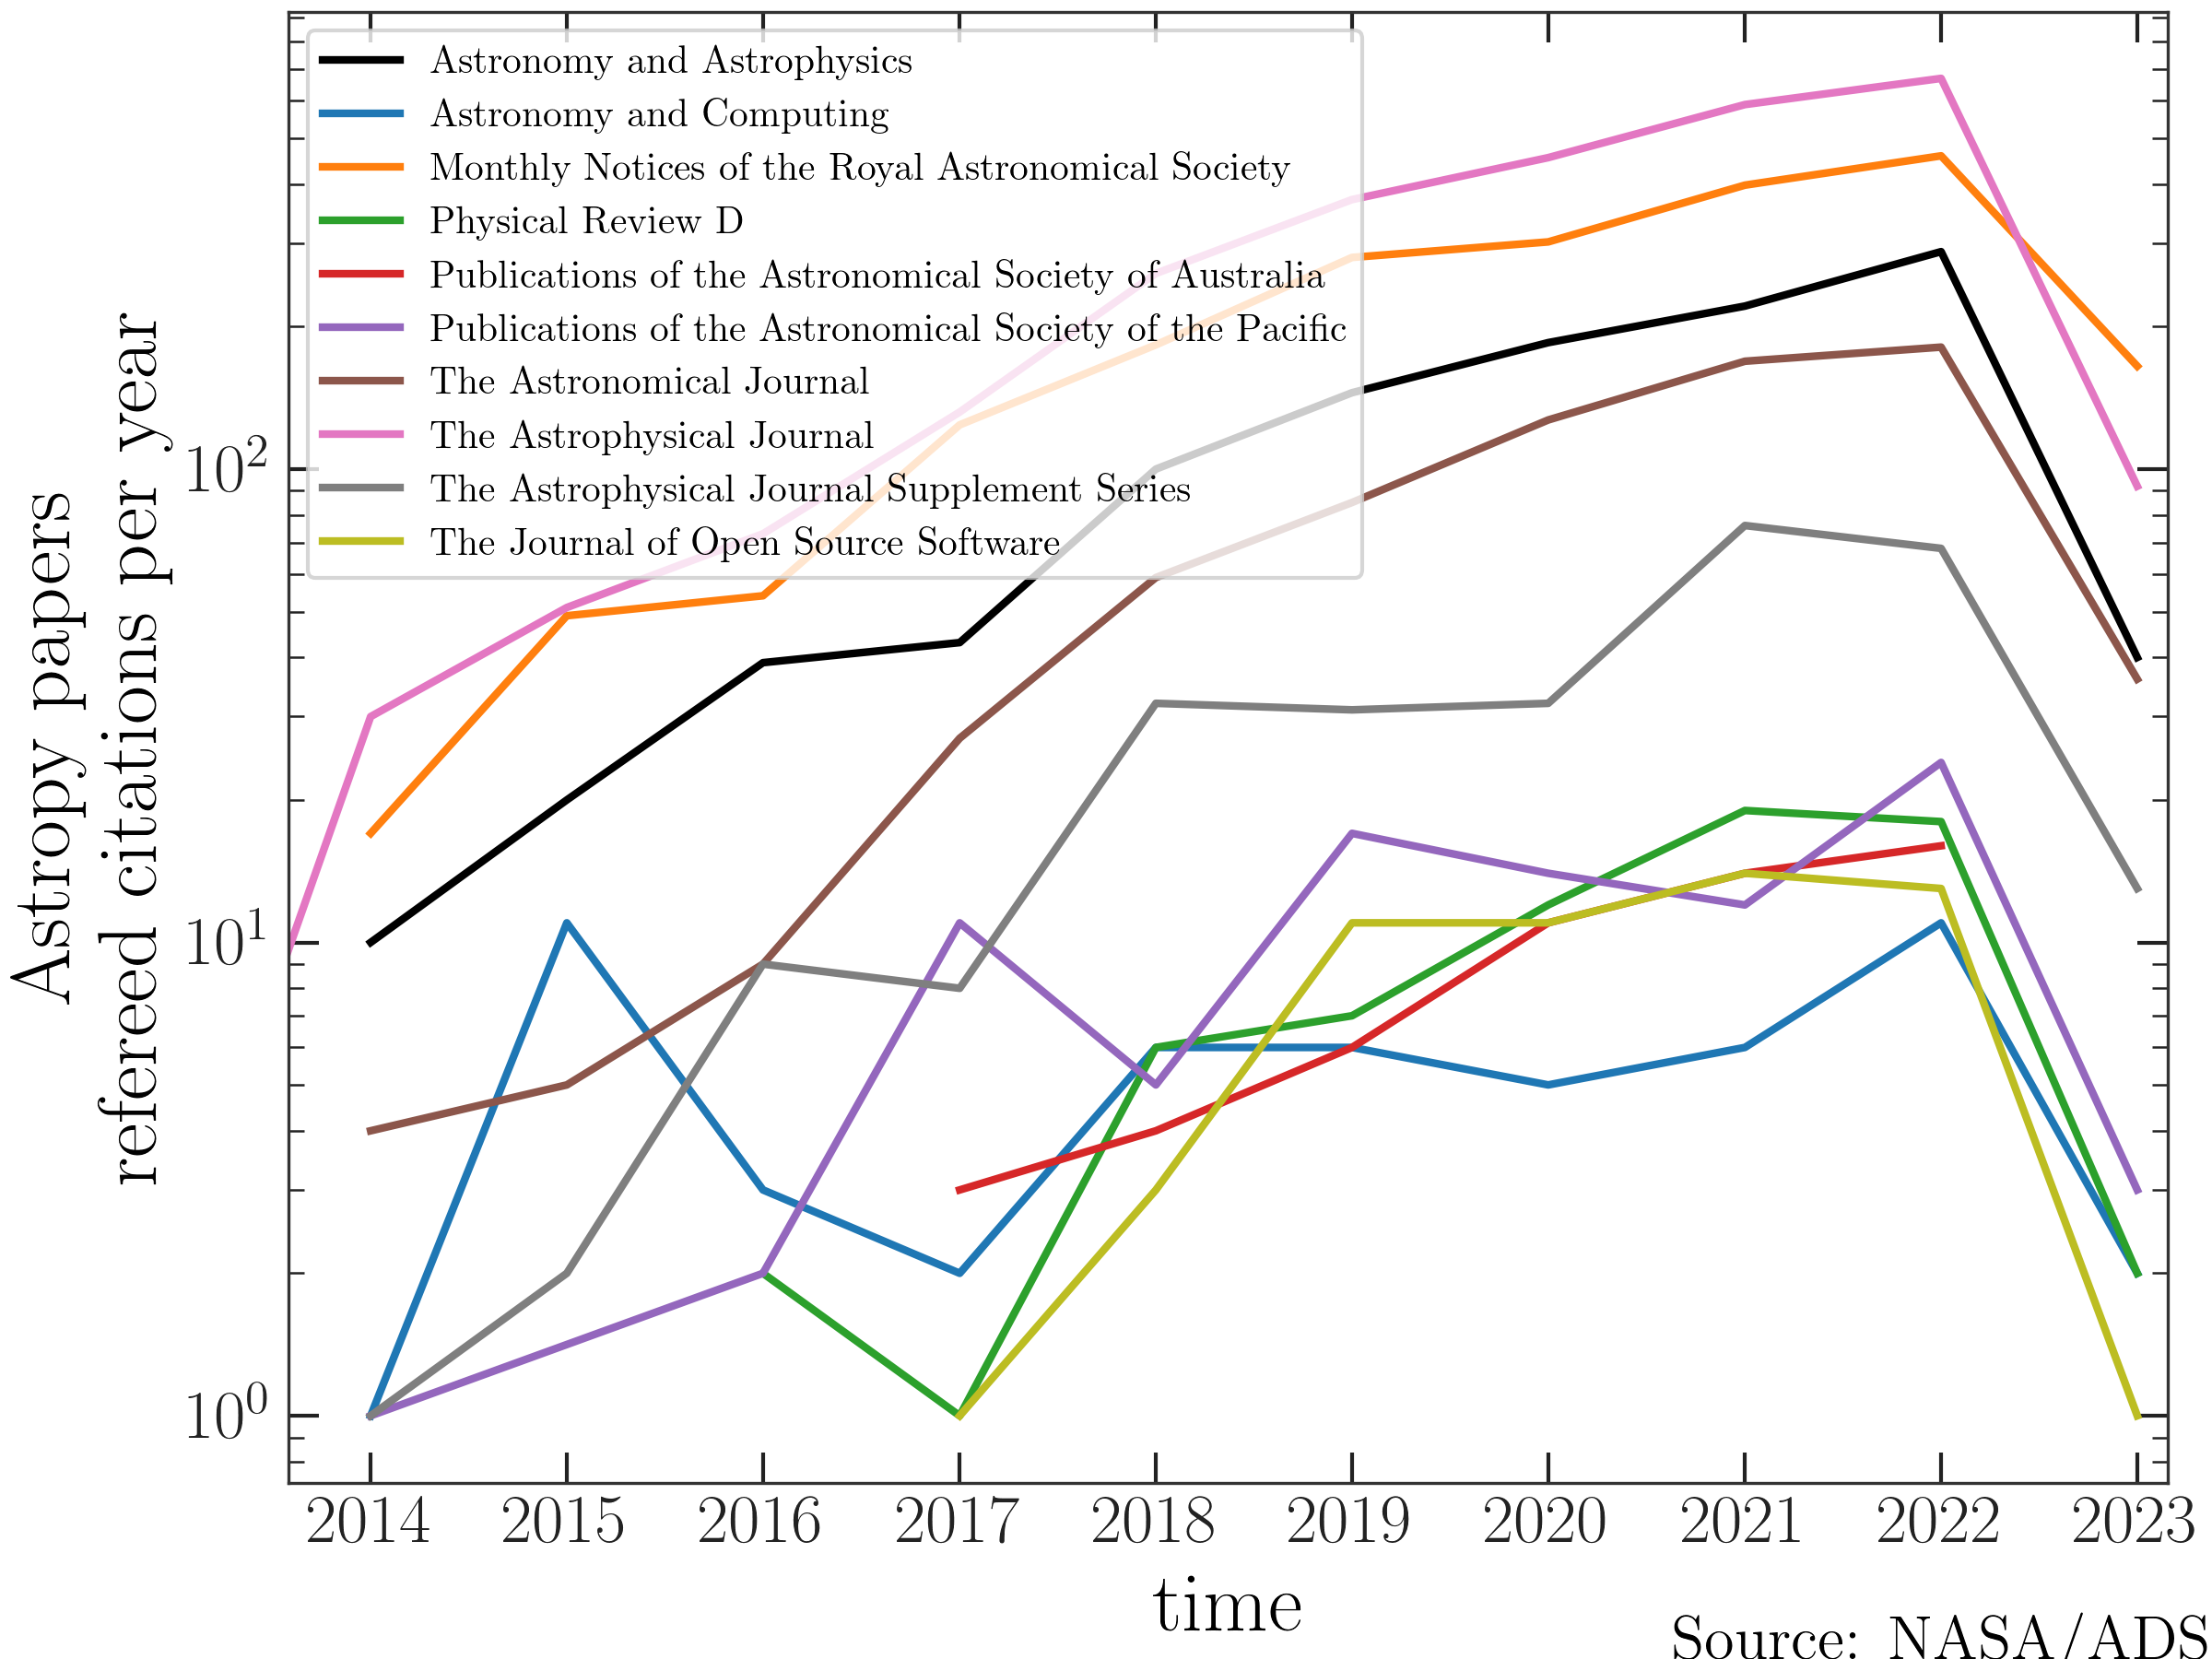 Astronomy and Astrophysics
Astronomy and Computing
Monthly Notices of the Royal Astronomical Society
Physical Review D
Publications of the Astronomical Society of Australia
Publications of the Astronomical Society of the Pacific
The Astronomical Journal
The Astrophysical Journal
The Astrophysical Journal Supplement Series
The Journal of Open Source Software
Astropy papers
refereed citations per year
10²
10¹
10⁰
2014 2015 2016 2017 2018 2019 2020 2021 2022 2023
time
Source: NASA/ADS